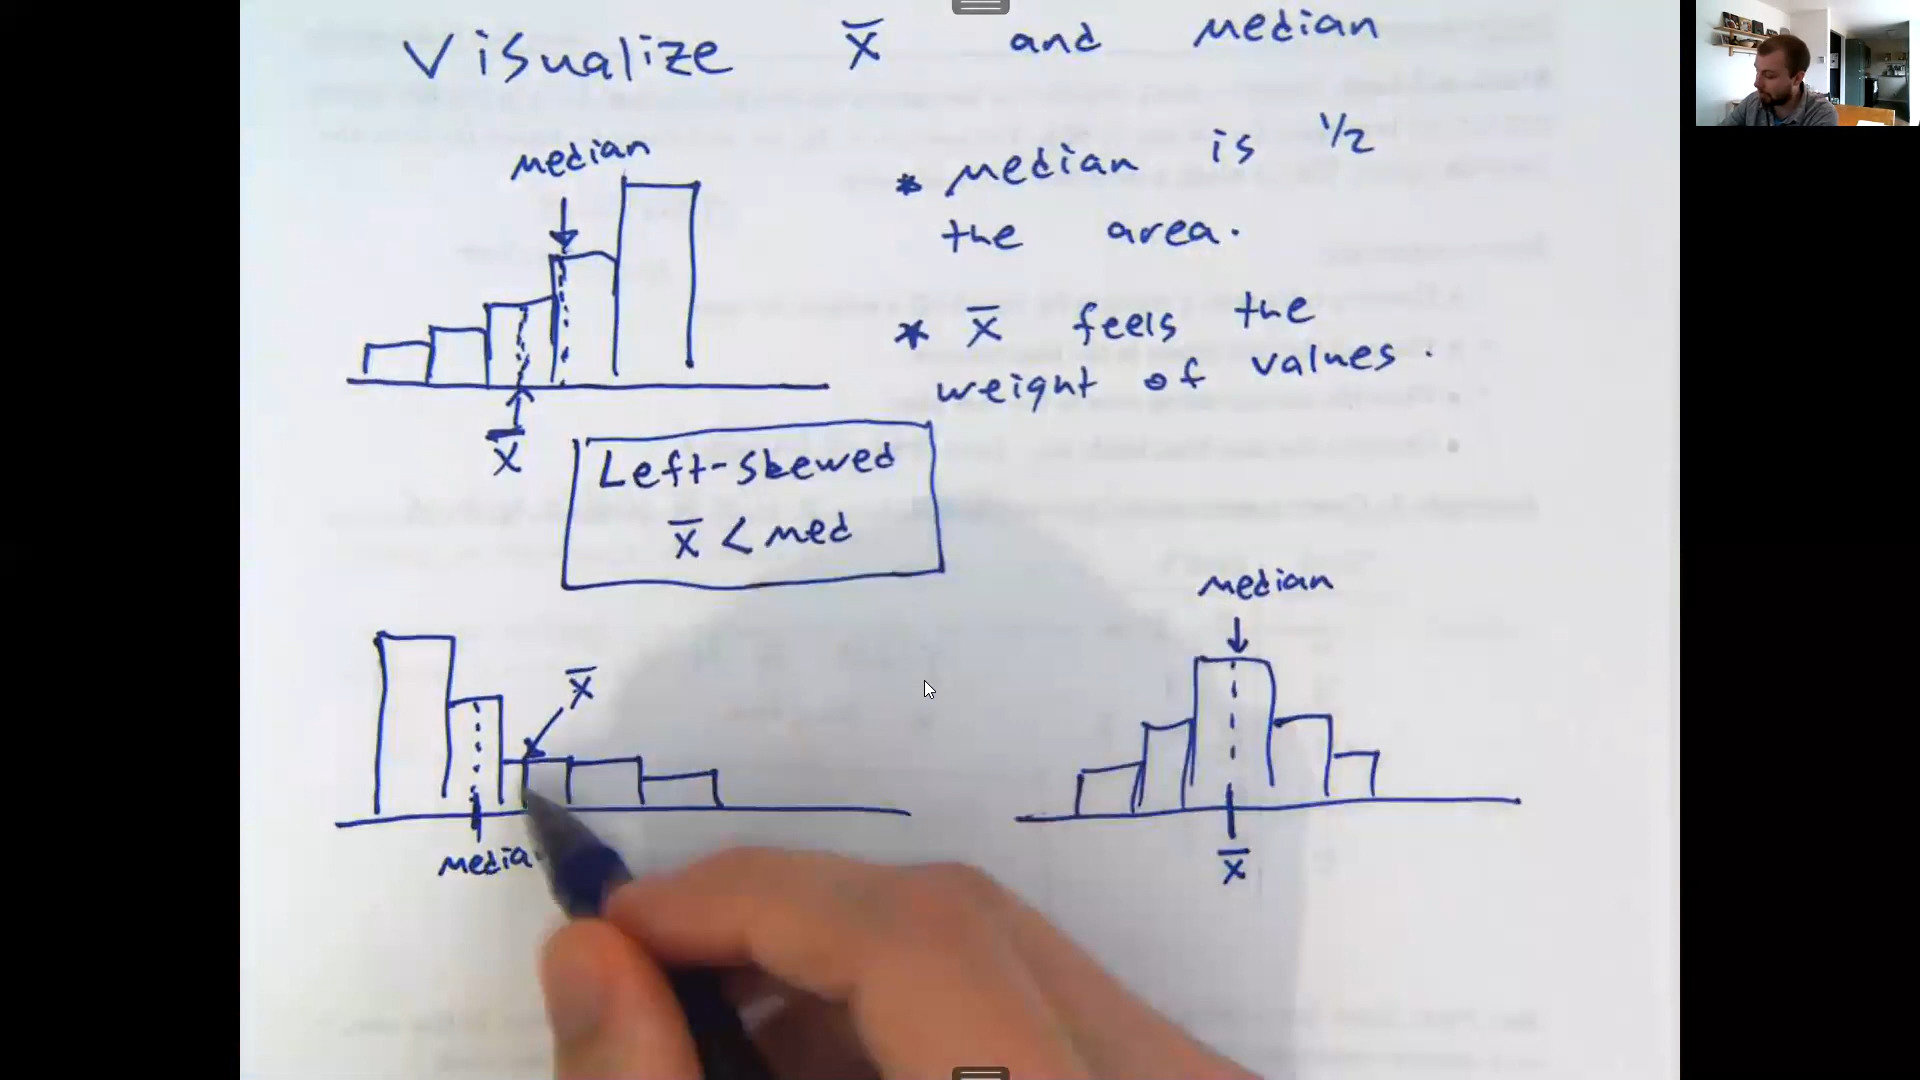 Visualize x̄ and median
median
* median is 1/2
the area.
* x̄ feels the
weight of values.
x̄
Left-skewed
x̄ < med
median
x̄
media
x̄